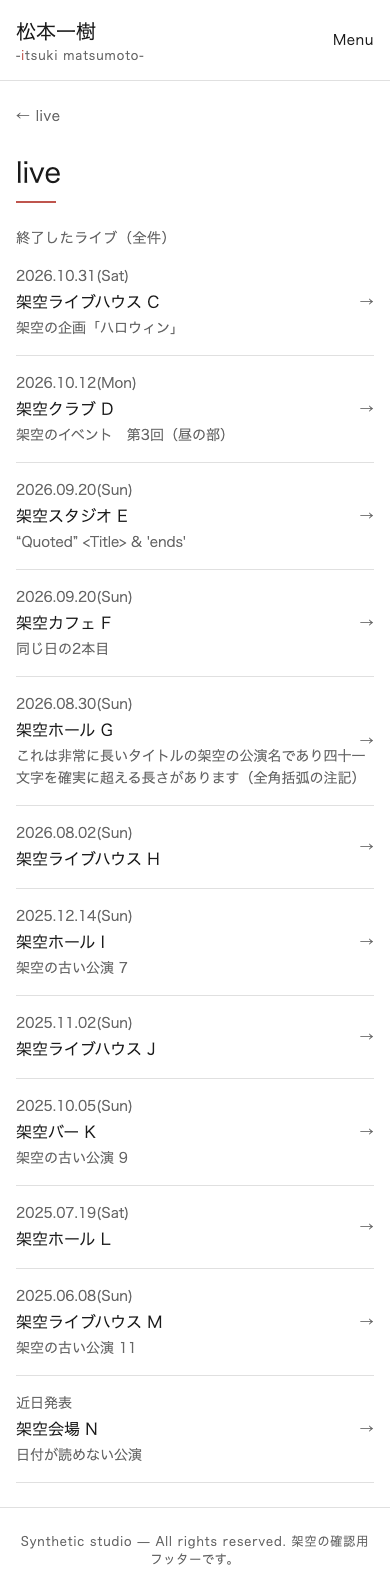 松本一樹
-itsuki matsumoto-
Menu
← live
live
終了したライブ（全件）
2026.10.31(Sat)
架空ライブハウス C
→
架空の企画「ハロウィン」
2026.10.12(Mon)
架空クラブ D
→
架空のイベント　第3回（昼の部）
2026.09.20(Sun)
架空スタジオ E
→
“Quoted” <Title> & 'ends'
2026.09.20(Sun)
架空カフェ F
→
同じ日の2本目
2026.08.30(Sun)
架空ホール G
→
これは非常に長いタイトルの架空の公演名であり四十一
文字を確実に超える長さがあります（全角括弧の注記）
2026.08.02(Sun)
架空ライブハウス H
→
2025.12.14(Sun)
架空ホール I
→
架空の古い公演 7
2025.11.02(Sun)
架空ライブハウス J
→
2025.10.05(Sun)
架空バー K
→
架空の古い公演 9
2025.07.19(Sat)
架空ホール L
→
2025.06.08(Sun)
架空ライブハウス M
→
架空の古い公演 11
近日発表
架空会場 N
→
日付が読めない公演
Synthetic studio — All rights reserved. 架空の確認用
フッターです。